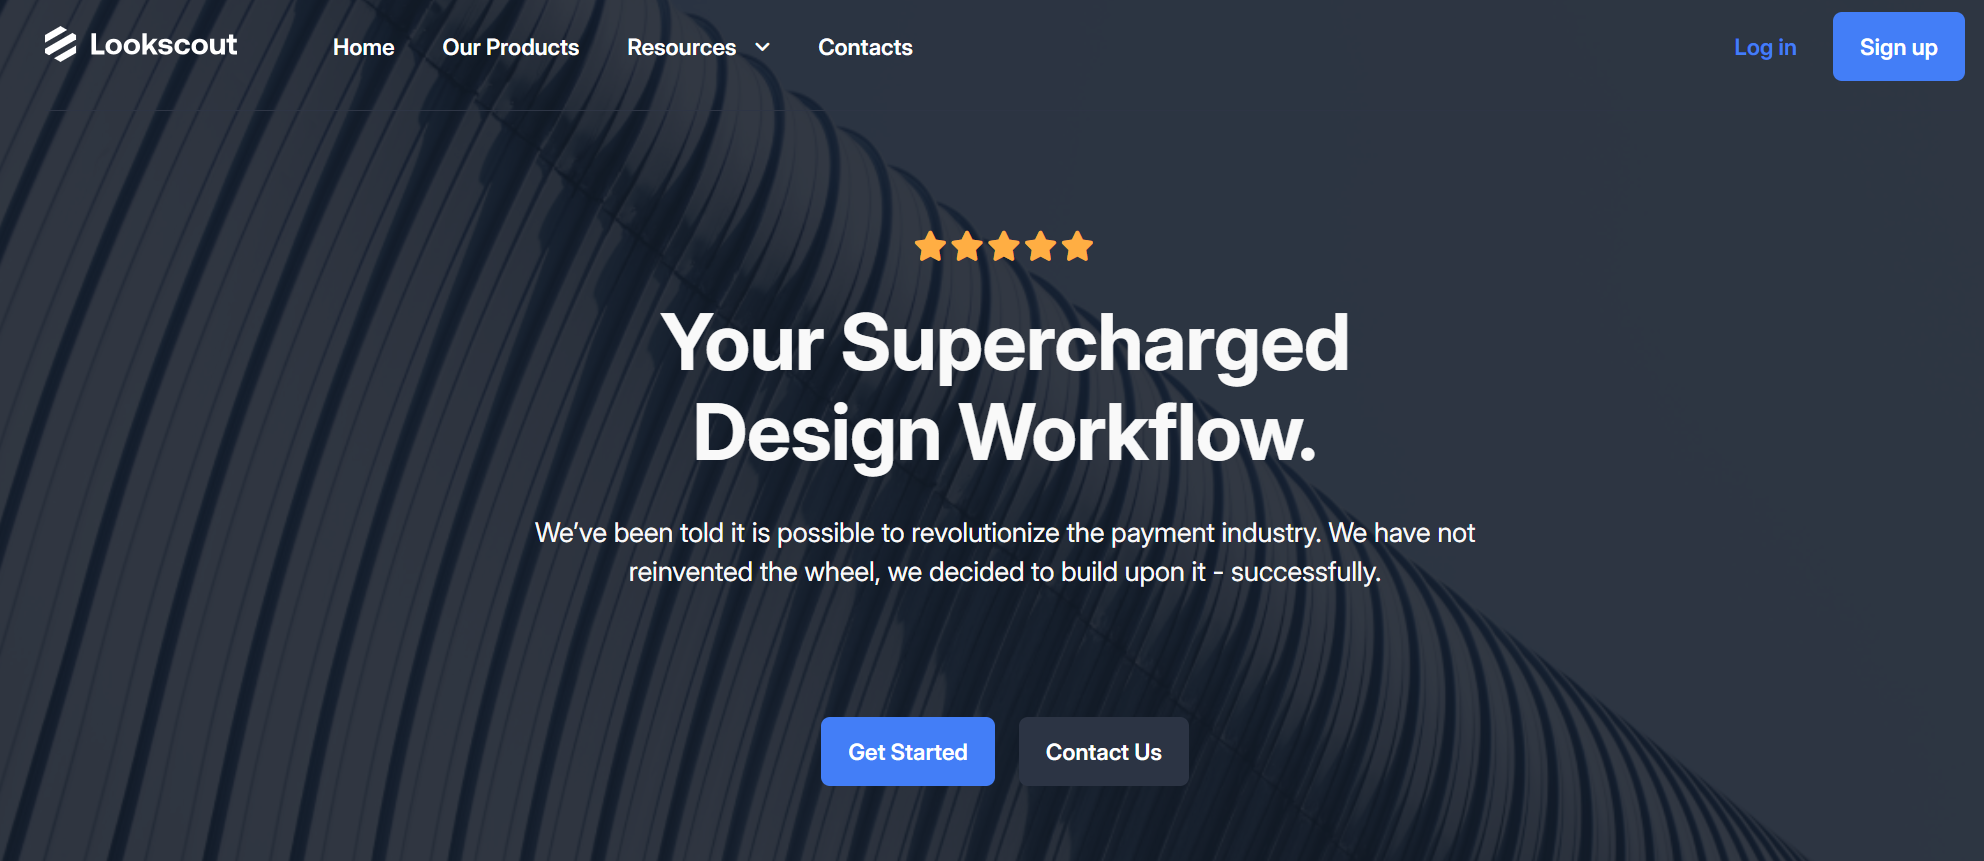 Lookscout
Home
Our Products
Resources
Contacts
Log in
Sign up
Your Supercharged
Design Workflow.
We’ve been told it is possible to revolutionize the payment industry. We have not
reinvented the wheel, we decided to build upon it - successfully.
Get Started
Contact Us